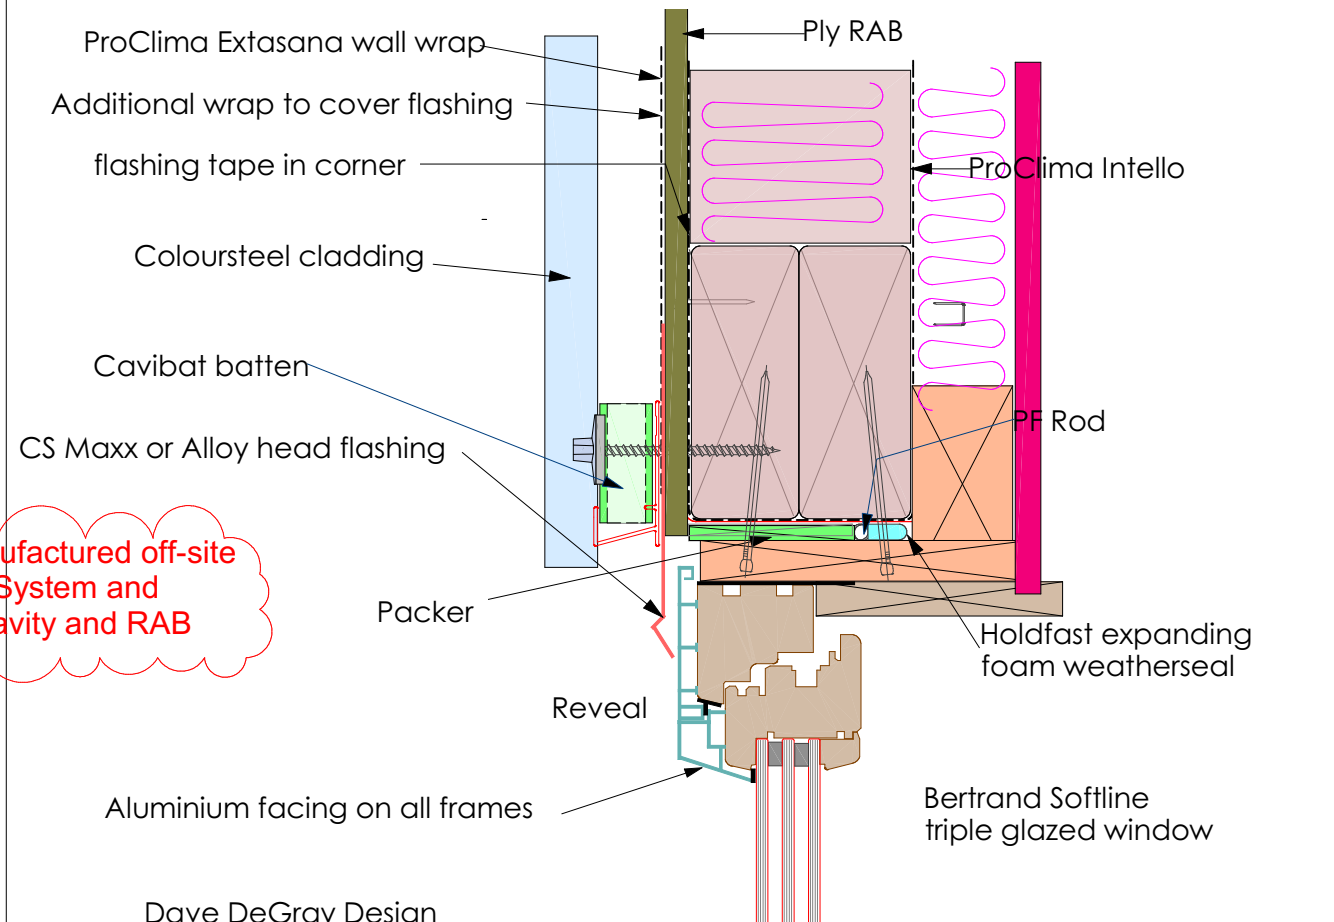 ProClima Extasana wall wrap
Ply RAB
Additional wrap to cover flashing
flashing tape in corner
ProClima Intello
Coloursteel cladding
Cavibat batten
PF Rod
CS Maxx or Alloy head flashing
ufactured off-site
System and
avity and RAB
Packer
Holdfast expanding
foam weatherseal
Reveal
Aluminium facing on all frames
Bertrand Softline
triple glazed window
Dave DeGray Design